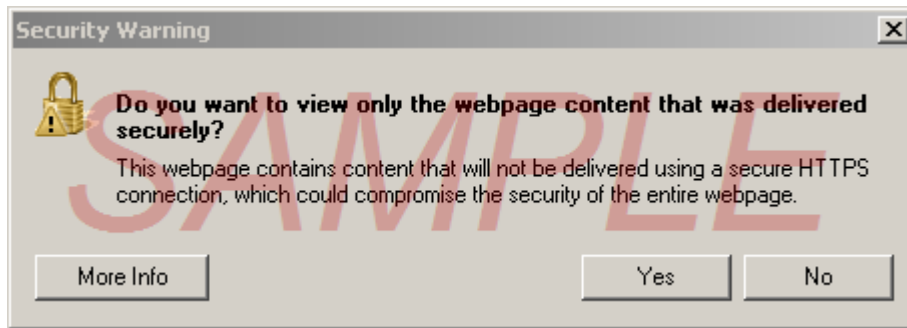 Security Warning
Do you want to view only the webpage content that was delivered
securely?
This webpage contains content that will not be delivered using a secure HTTPS
connection, which could compromise the security of the entire webpage.
SAMPLE
More Info
Yes
No